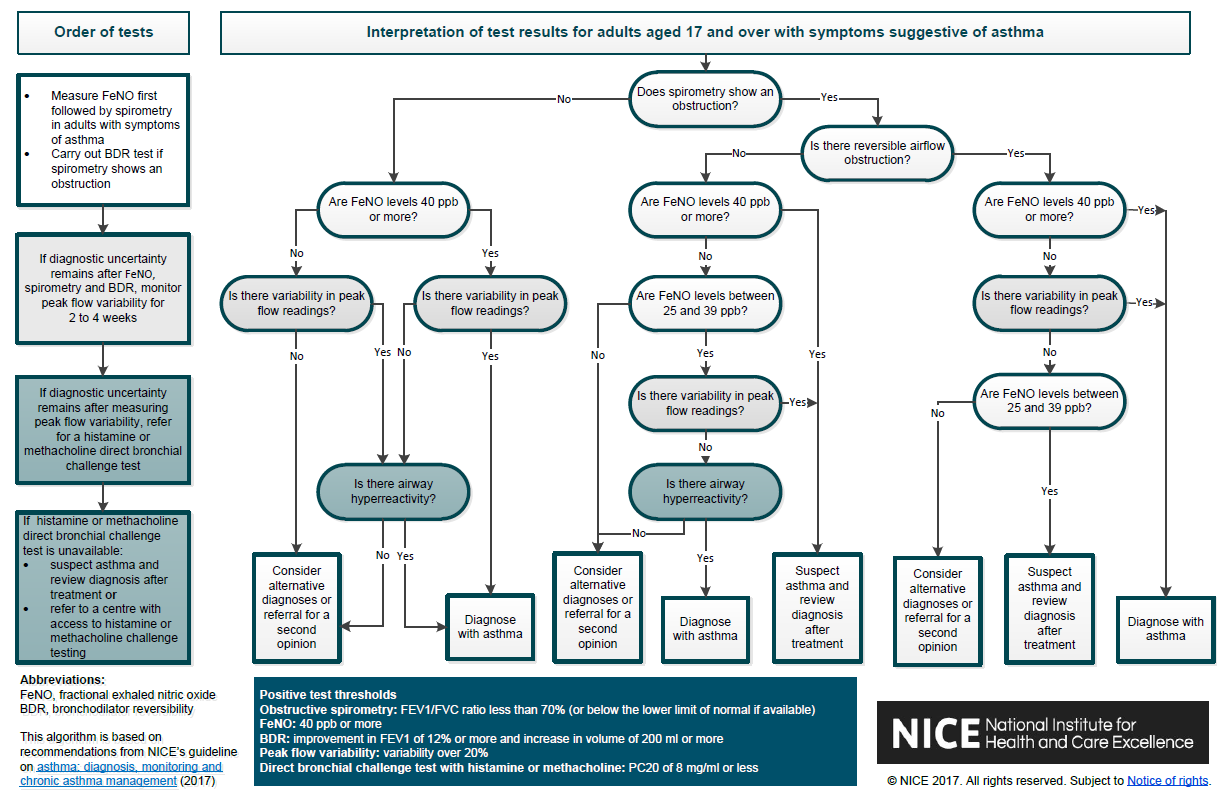 Order of tests
Interpretation of test results for adults aged 17 and over with symptoms suggestive of asthma
• Measure FeNO first
followed by spirometry
in adults with symptoms
of asthma
• Carry out BDR test if
spirometry shows an
obstruction
If diagnostic uncertainty
remains after FeNO,
spirometry and BDR, monitor
peak flow variability for
2 to 4 weeks
If diagnostic uncertainty
remains after measuring
peak flow variability, refer
for a histamine or
methacholine direct bronchial
challenge test
If histamine or methacholine
direct bronchial challenge
test is unavailable:
• suspect asthma and
review diagnosis after
treatment or
• refer to a centre with
access to histamine or
methacholine challenge
testing
Abbreviations:
FeNO, fractional exhaled nitric oxide
BDR, bronchodilator reversibility
This algorithm is based on
recommendations from NICE's guideline
on asthma: diagnosis, monitoring and
chronic asthma management (2017)
Does spirometry show an
obstruction?
No
Yes
Is there reversible airflow
obstruction?
No
Yes
Are FeNO levels 40 ppb
or more?
No
Yes
Is there variability in peak
flow readings?
Is there variability in peak
flow readings?
No
Yes
No
Yes
Is there airway
hyperreactivity?
No
Yes
Consider
alternative
diagnoses or
referral for a
second
opinion
Diagnose
with asthma
Are FeNO levels 40 ppb
or more?
No
Yes
Are FeNO levels between
25 and 39 ppb?
No
Yes
Is there variability in peak
flow readings?
Yes
No
Is there airway
hyperreactivity?
No
Yes
Consider
alternative
diagnoses or
referral for a
second
opinion
Diagnose
with asthma
Suspect
asthma and
review
diagnosis
after
treatment
Are FeNO levels 40 ppb
or more?
Yes
No
Is there variability in peak
flow readings?
Yes
No
Are FeNO levels between
25 and 39 ppb?
No
Yes
Consider
alternative
diagnoses or
referral for a
second
opinion
Suspect
asthma and
review
diagnosis
after
treatment
Diagnose with
asthma
Positive test thresholds
Obstructive spirometry: FEV1/FVC ratio less than 70% (or below the lower limit of normal if available)
FeNO: 40 ppb or more
BDR: improvement in FEV1 of 12% or more and increase in volume of 200 ml or more
Peak flow variability: variability over 20%
Direct bronchial challenge test with histamine or methacholine: PC20 of 8 mg/ml or less
NICE National Institute for
Health and Care Excellence
© NICE 2017. All rights reserved. Subject to Notice of rights.